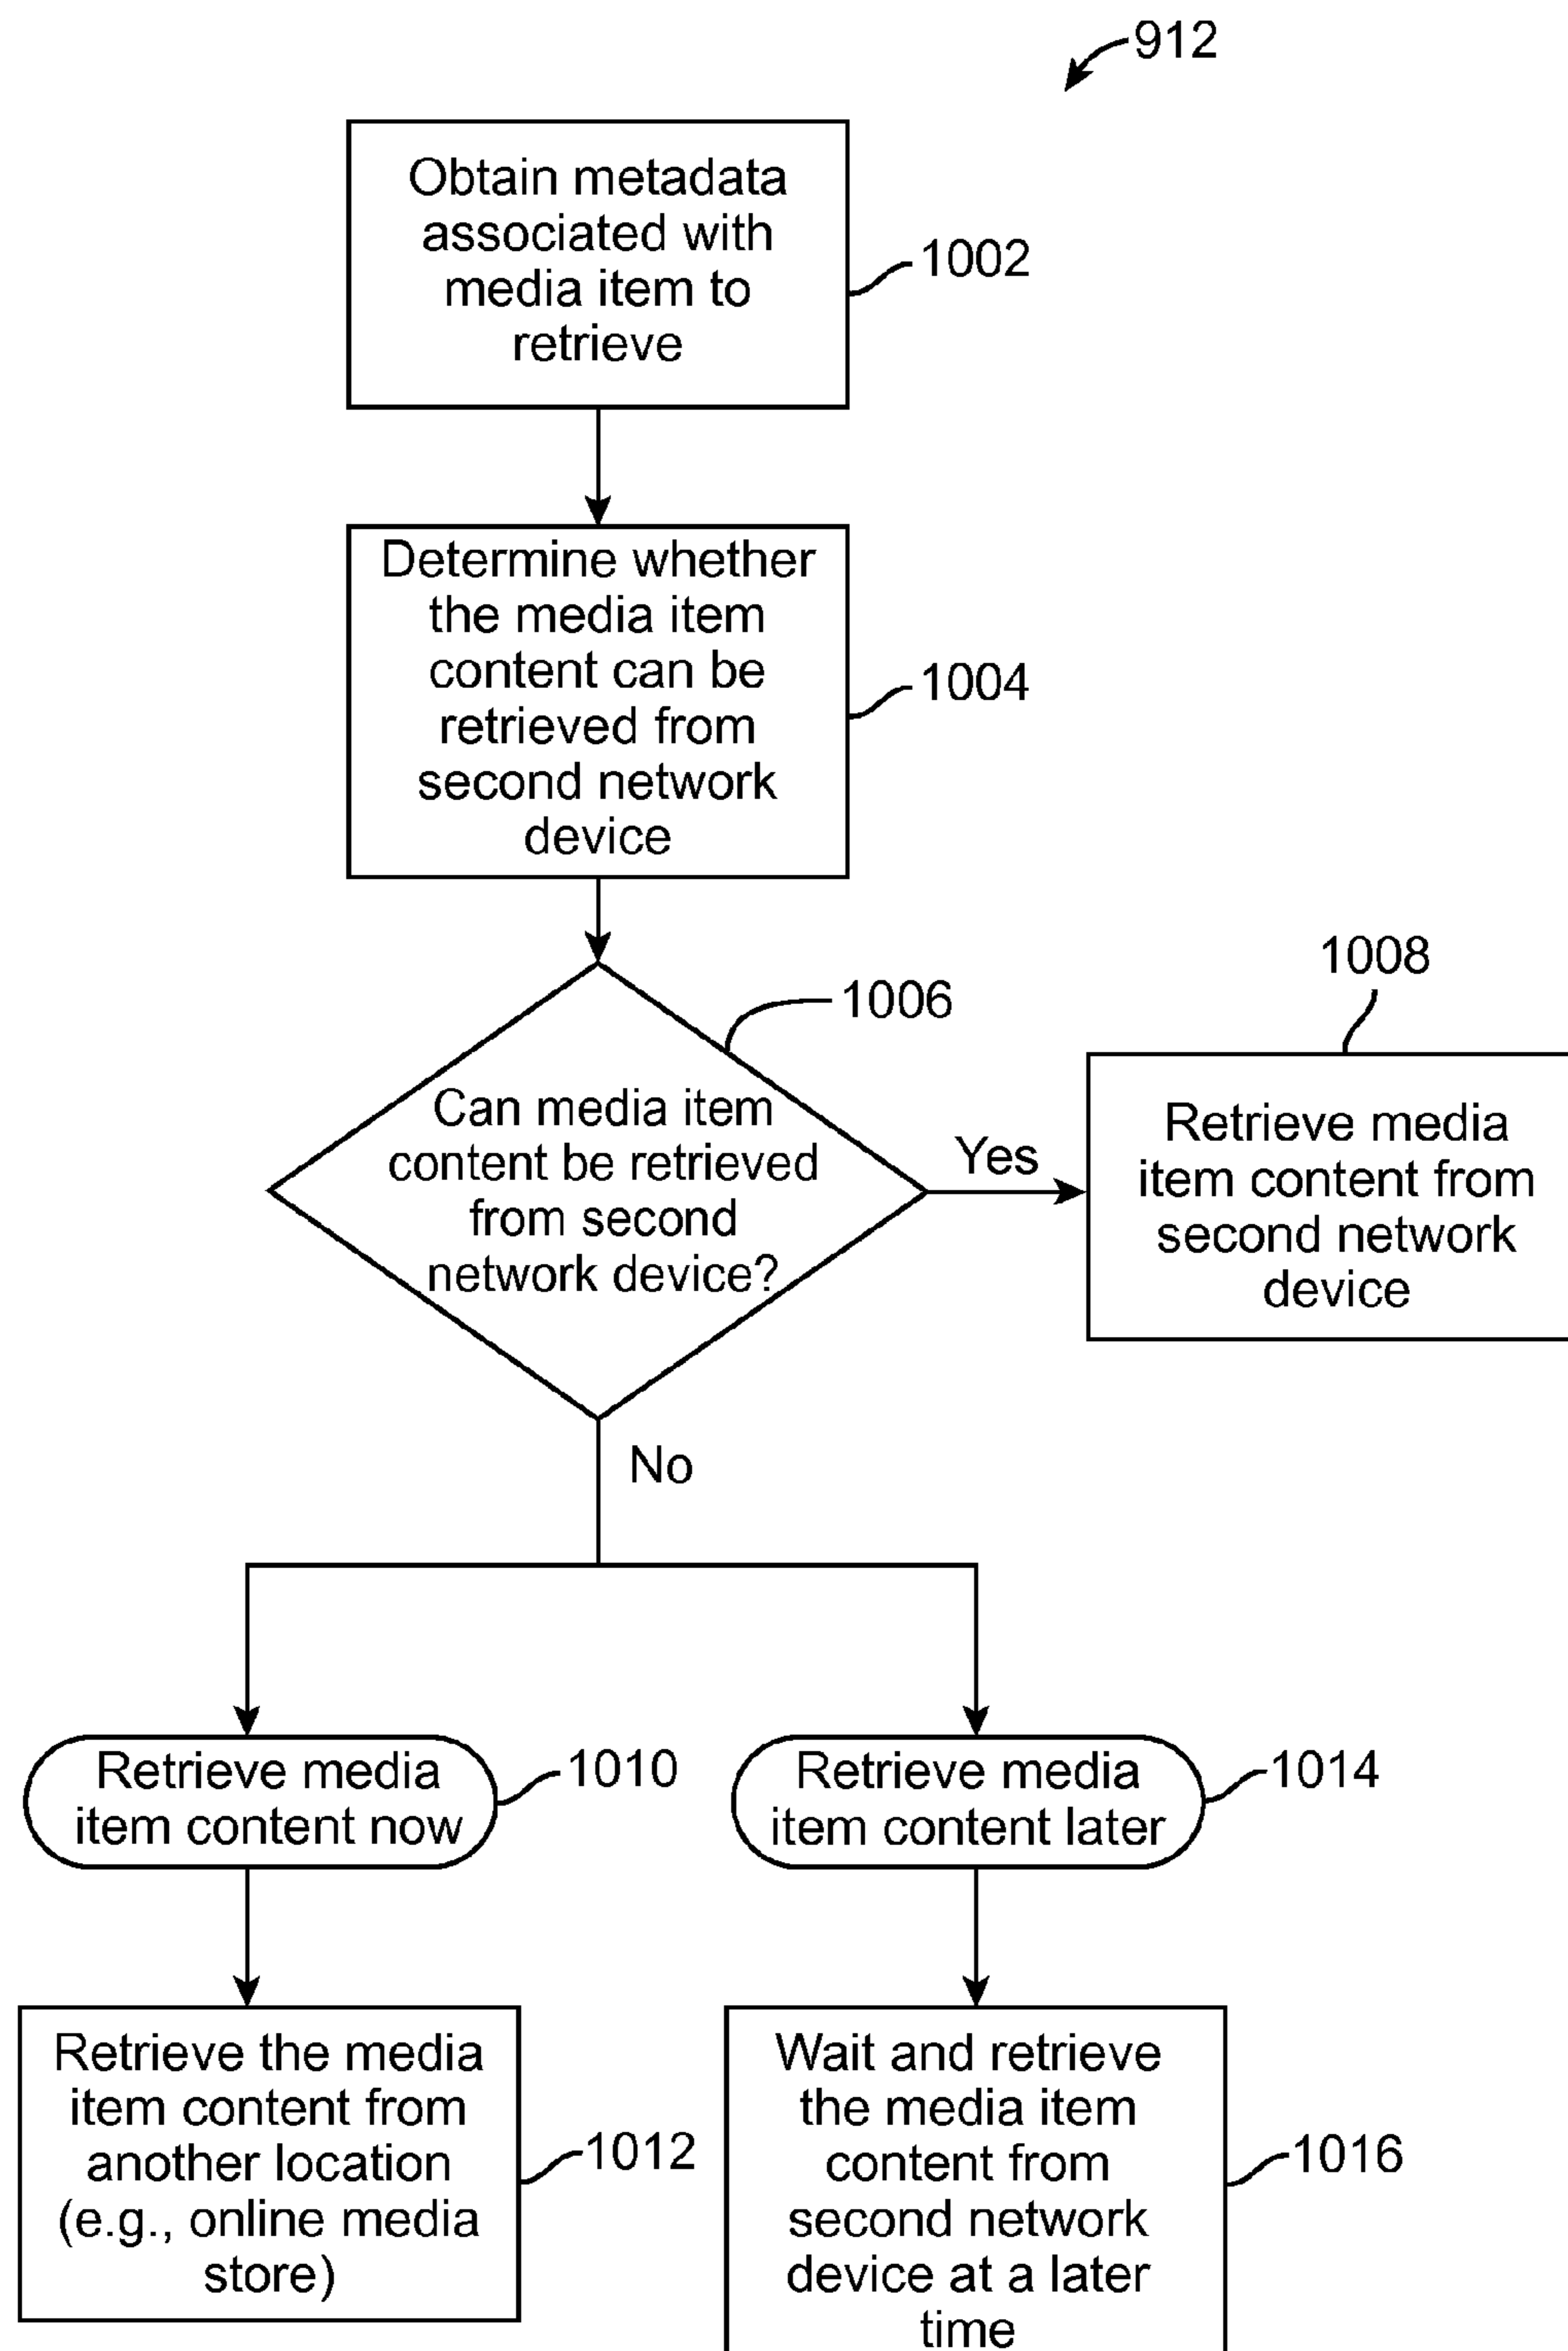 912
Obtain metadata
associated with
media item to
retrieve
1002
Determine whether
the media item
content can be
retrieved from
second network
device
1004
1006
Can media item
content be retrieved
from second
network device?
Yes
1008
Retrieve media
item content from
second network
device
No
Retrieve media
item content now
1010
Retrieve media
item content later
1014
Retrieve the media
item content from
another location
(e.g., online media
store)
1012
Wait and retrieve
the media item
content from
second network
device at a later
time
1016